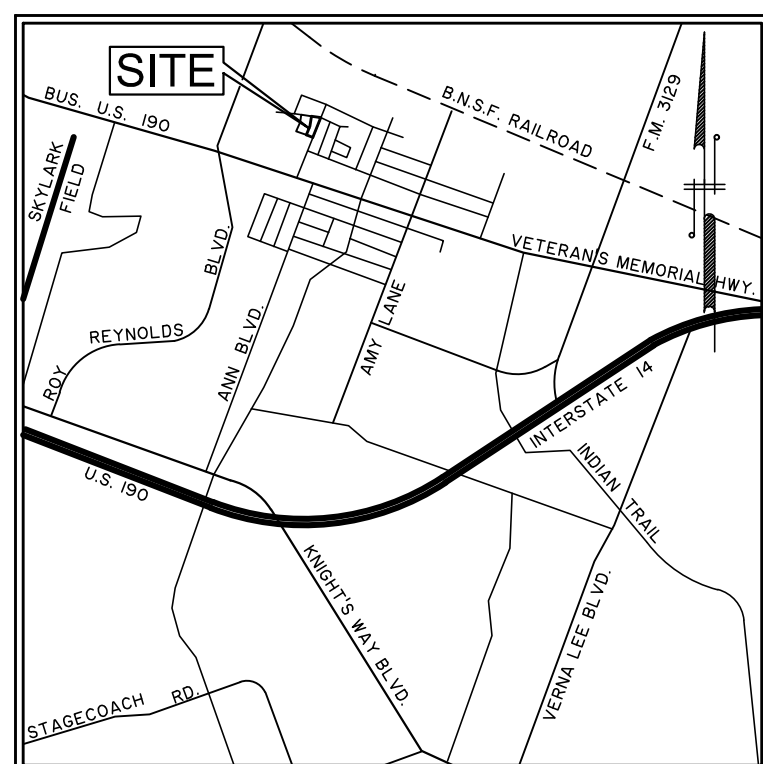 SITE
BUS. U.S. 190
B.N.S.F. RAILROAD
F.M. 3129
SKYLARK
FIELD
BLVD.
VETERAN'S MEMORIAL HWY.
REYNOLDS
ROY
ANN BLVD.
AMY LANE
INTERSTATE 14
U.S. 190
INDIAN TRAIL
KNIGHT'S WAY BLVD.
VERNA LEE BLVD.
STAGECOACH RD.